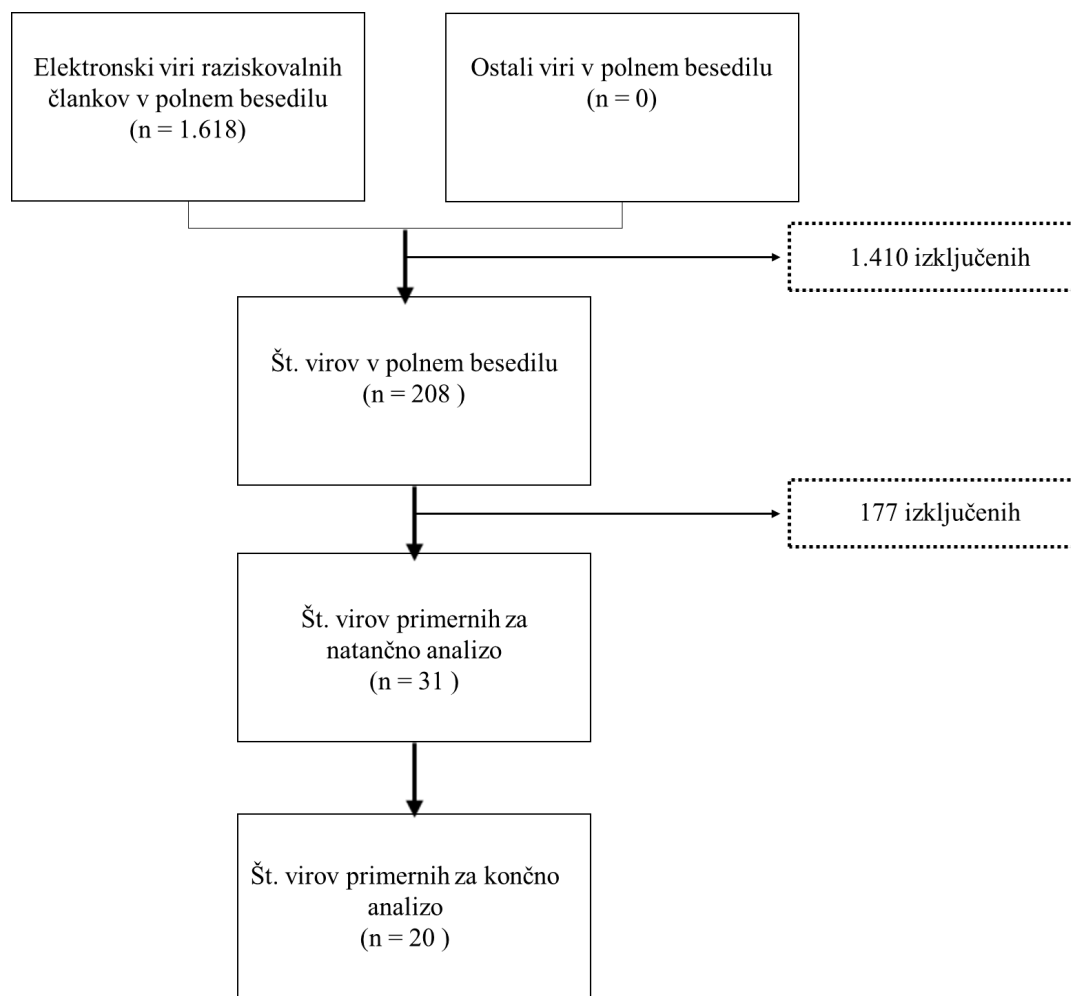 Elektronski viri raziskovalnih
člankov v polnem besedilu
(n = 1.618)
Ostali viri v polnem besedilu
(n = 0)
1.410 izključenih
Št. virov v polnem besedilu
(n = 208 )
177 izključenih
Št. virov primernih za
natančno analizo
(n = 31 )
Št. virov primernih za končno
analizo
(n = 20 )